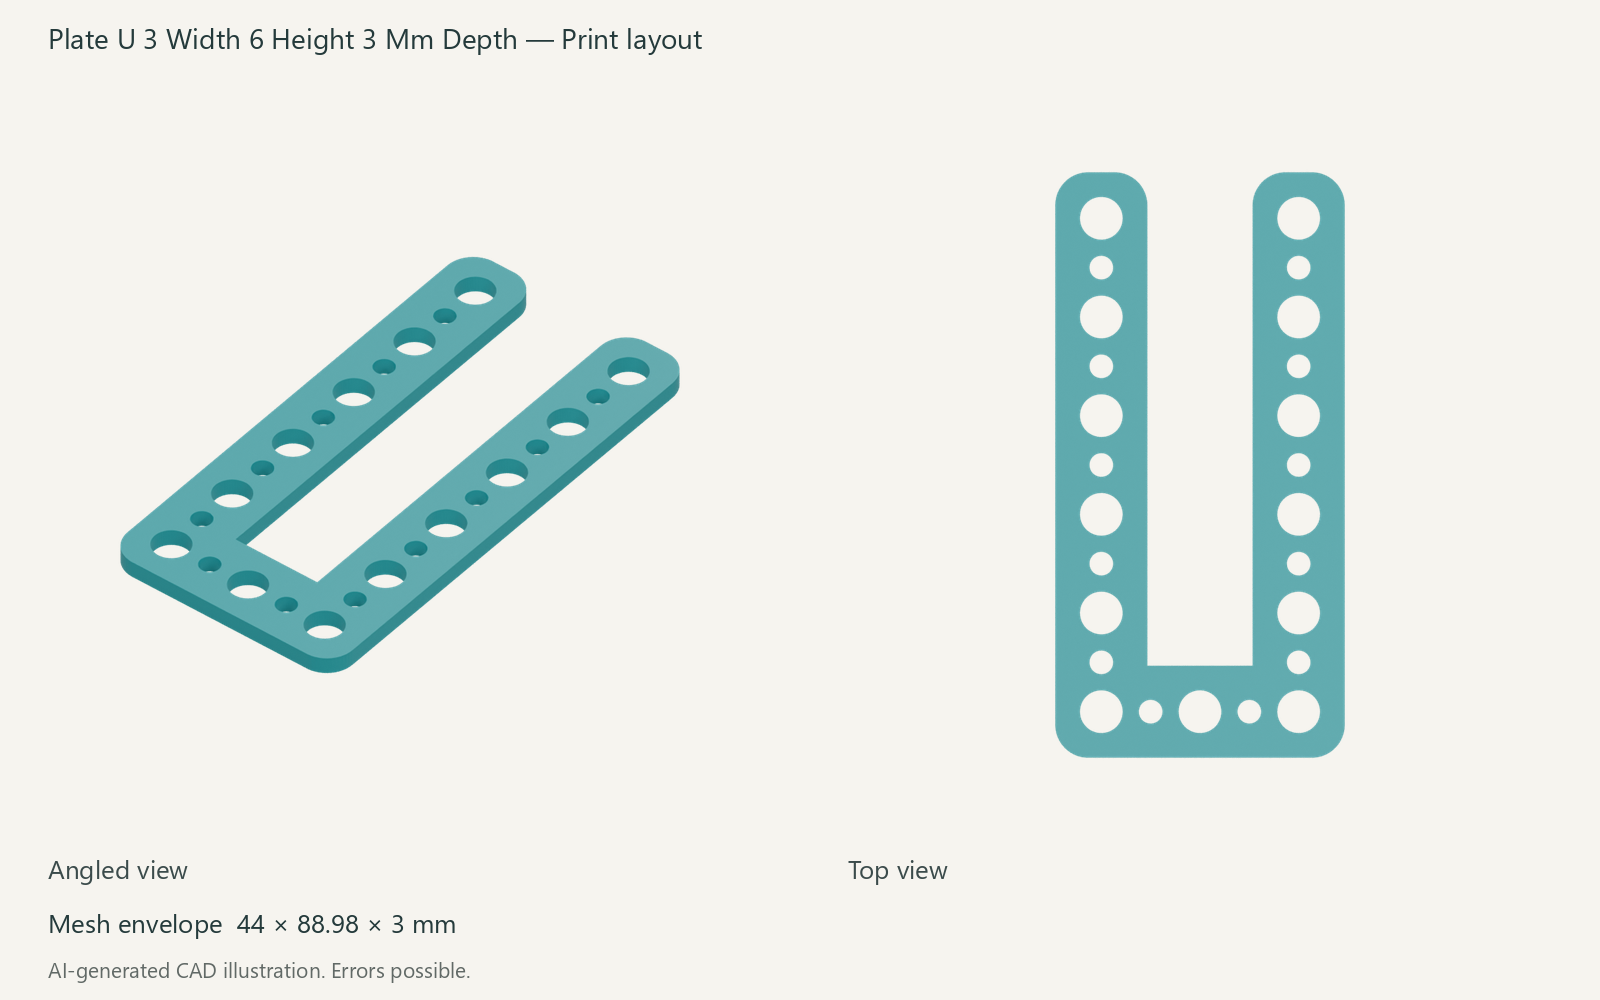 Plate U 3 Width 6 Height 3 Mm Depth — Print layout
Angled view
Top view
Mesh envelope  44 × 88.98 × 3 mm
AI-generated CAD illustration. Errors possible.